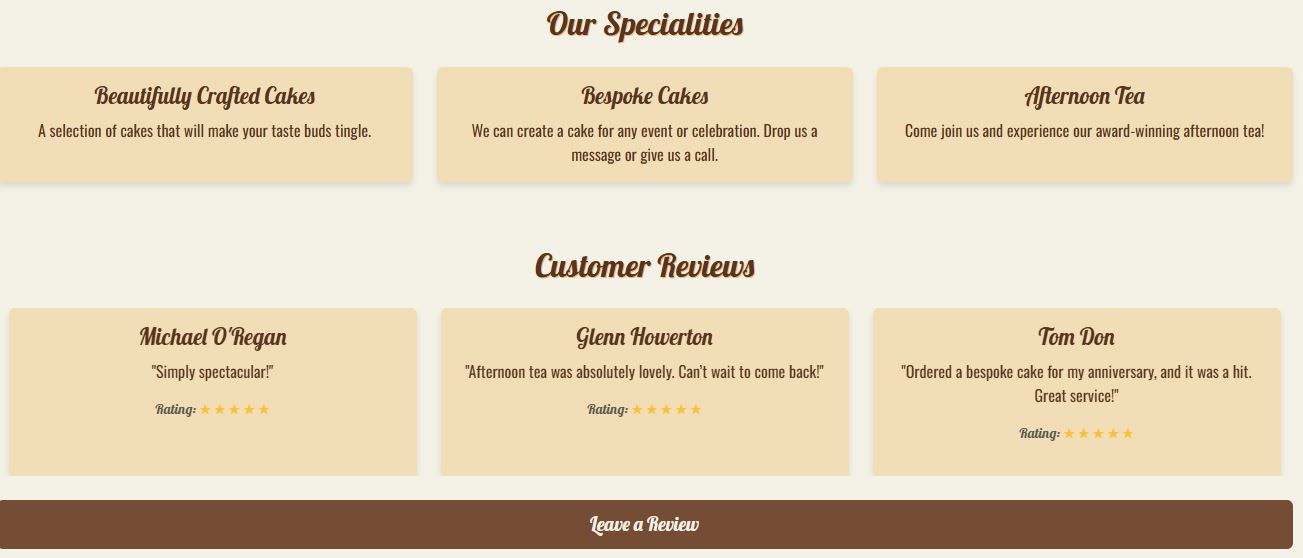 Our Specialities
Beautifully Crafted Cakes
A selection of cakes that will make your taste buds tingle.
Bespoke Cakes
We can create a cake for any event or celebration. Drop us a
message or give us a call.
Afternoon Tea
Come join us and experience our award-winning afternoon tea!
Customer Reviews
Michael O'Regan
"Simply spectacular!"
Rating: ★★★★★
Glenn Howerton
"Afternoon tea was absolutely lovely. Can't wait to come back!"
Rating: ★★★★★
Tom Don
"Ordered a bespoke cake for my anniversary, and it was a hit.
Great service!"
Rating: ★★★★★
Leave a Review